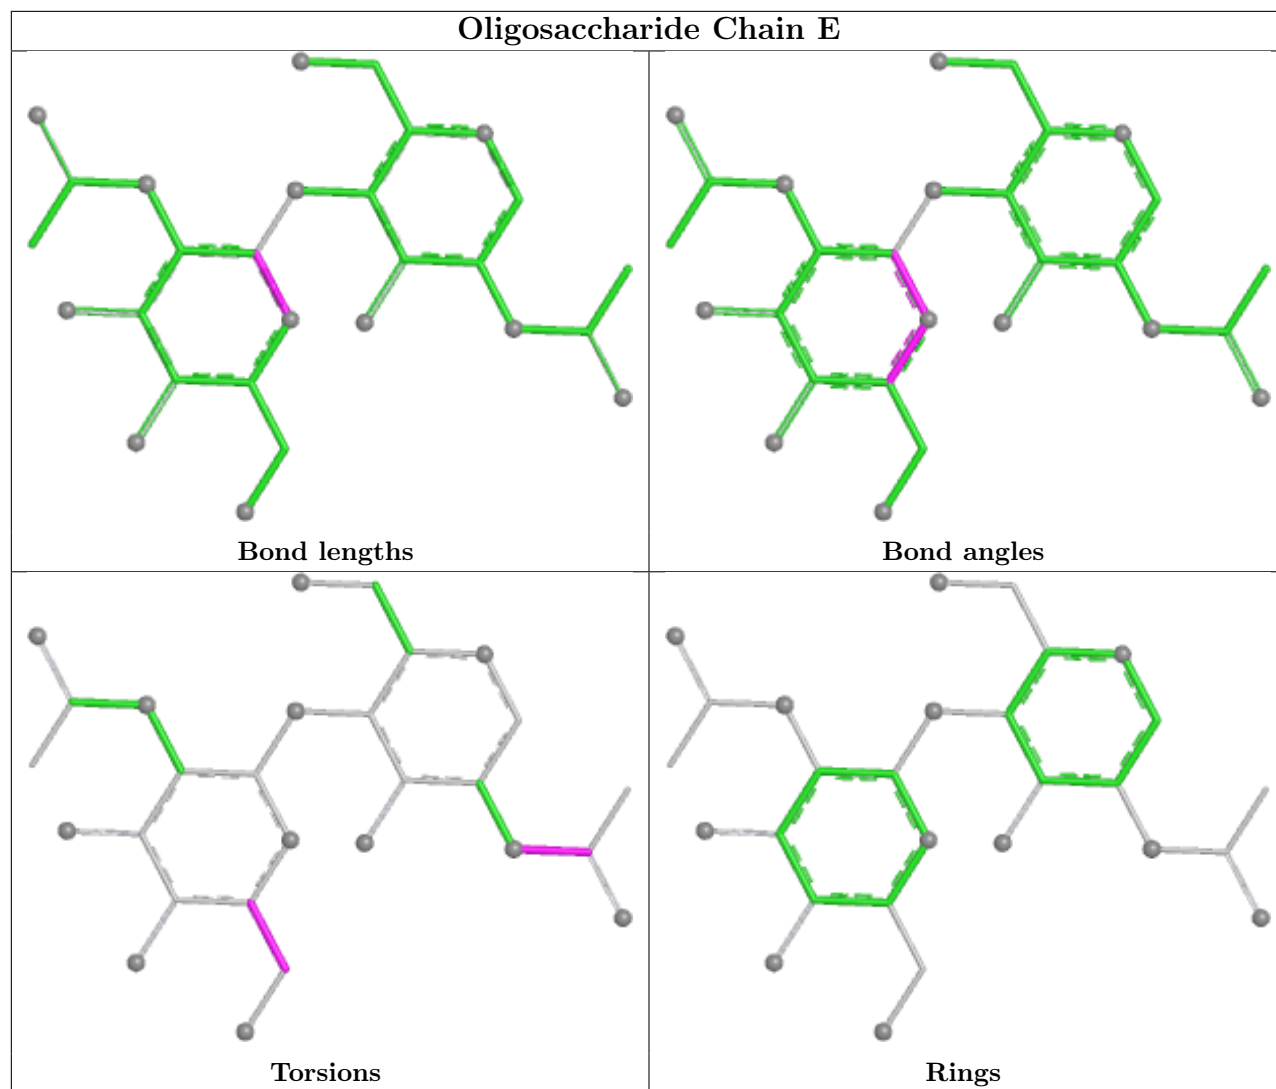 Oligosaccharide Chain E
Bond lengths
Bond angles
Torsions
Rings